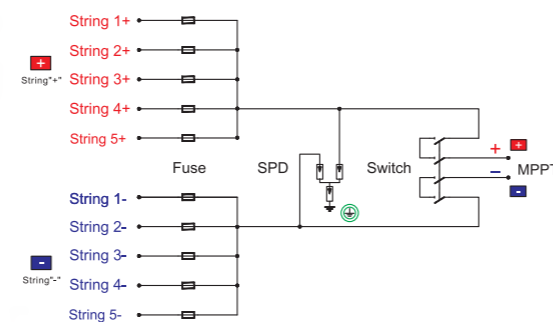 String 1+
String 2+
+
String"+"
String 3+
String 4+
String 5+
Fuse
SPD
Switch
+
+
−
MPPT
-
String 1-
String 2-
String 3-
-
String"-"
String 4-
String 5-